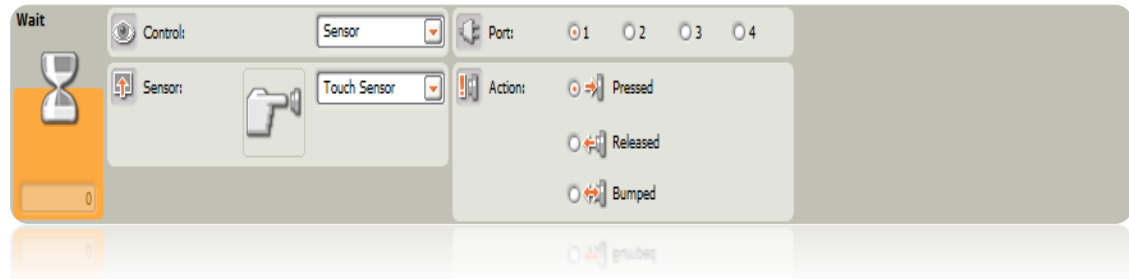 Wait
Control: Sensor
Port: 1 2 3 4
Sensor: Touch Sensor
Action: Pressed
Released
Bumped
0